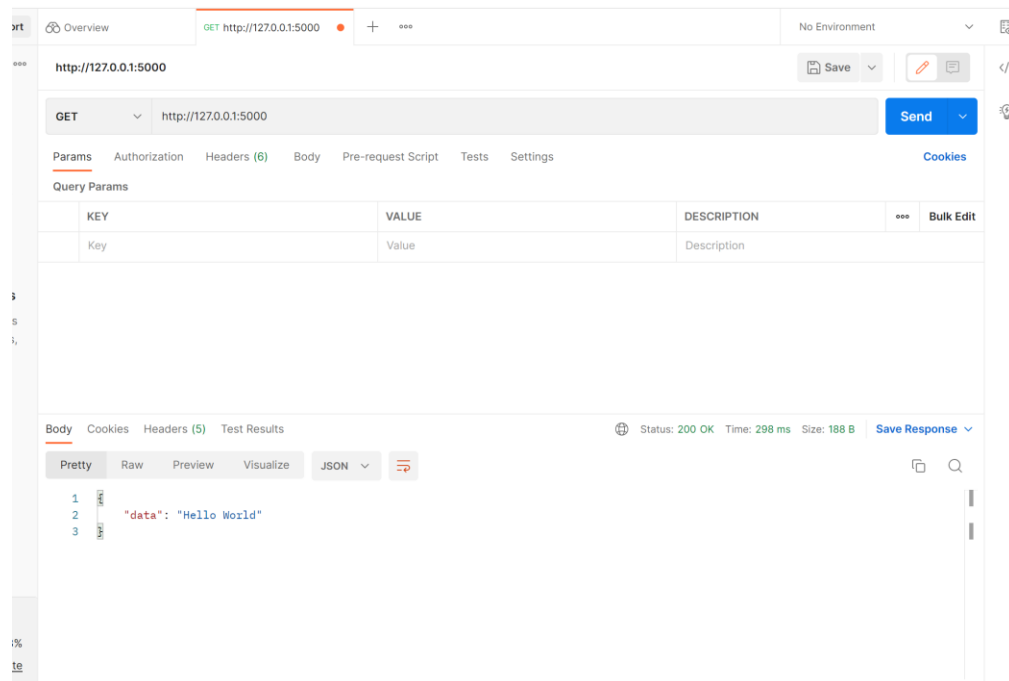 ort
Overview
GET http://127.0.0.1:5000
No Environment
http://127.0.0.1:5000
Save
GET
http://127.0.0.1:5000
Send
Params Authorization Headers (6) Body Pre-request Script Tests Settings Cookies
Query Params
KEY VALUE DESCRIPTION Bulk Edit
Key Value Description
s
s
s,
Body Cookies Headers (5) Test Results Status: 200 OK Time: 298 ms Size: 188 B Save Response
Pretty Raw Preview Visualize JSON
1 {
2 "data": "Hello World"
3 }
%
te